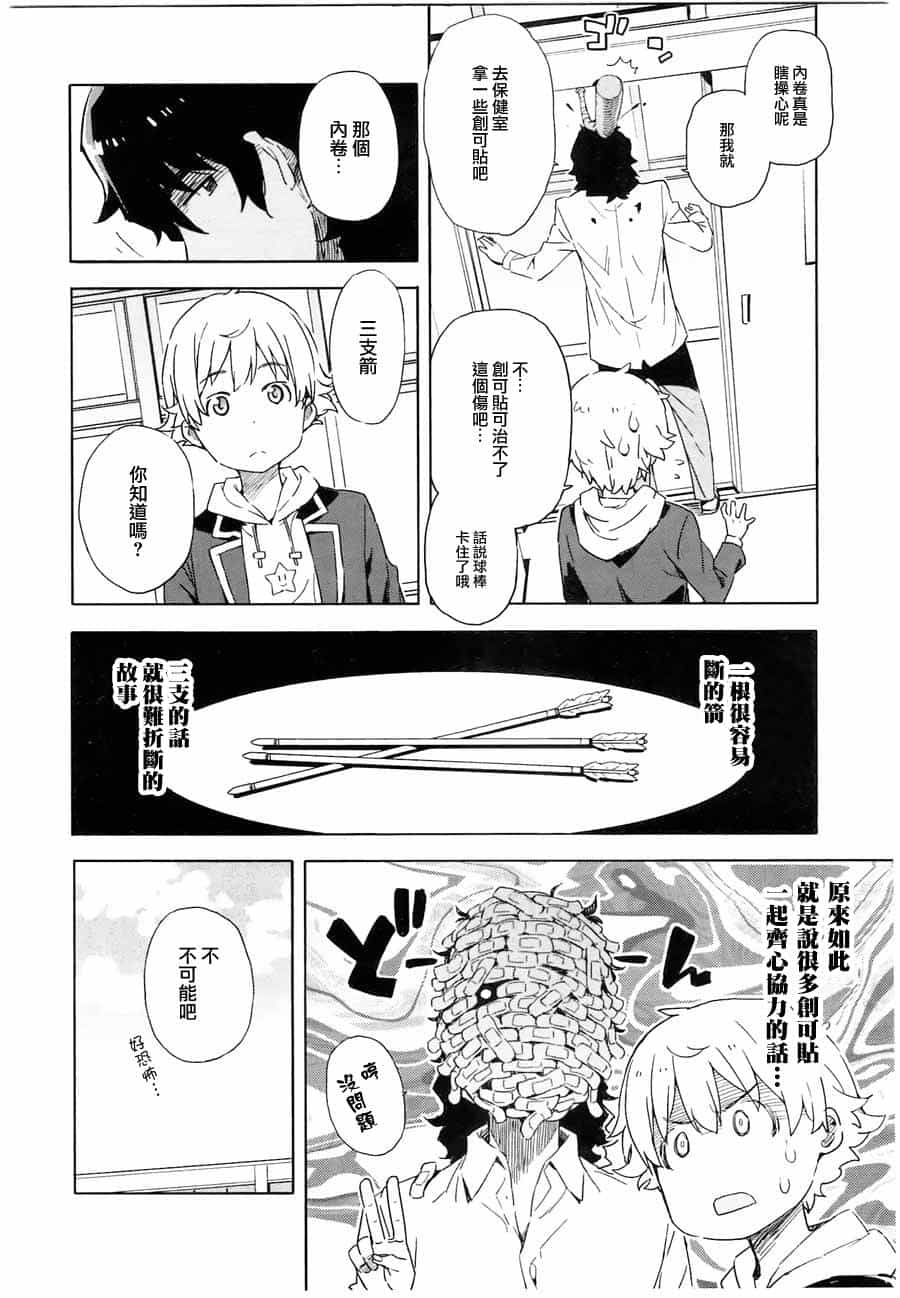 內卷真是
瞎操心呢
那我就
ゴン
去保健室
拿一些創可貼吧
不…
創可貼可治不了
這個傷吧…
話說球棒
卡住了哦
那個
內卷…
三支箭
你知道嗎？
一根很容易
斷的箭
三支的話
就很難折斷的
故事
原來如此
就是說很多創可貼
一起齊心協力的話…
哼
沒問題
不
不可能吧
好恐怖…